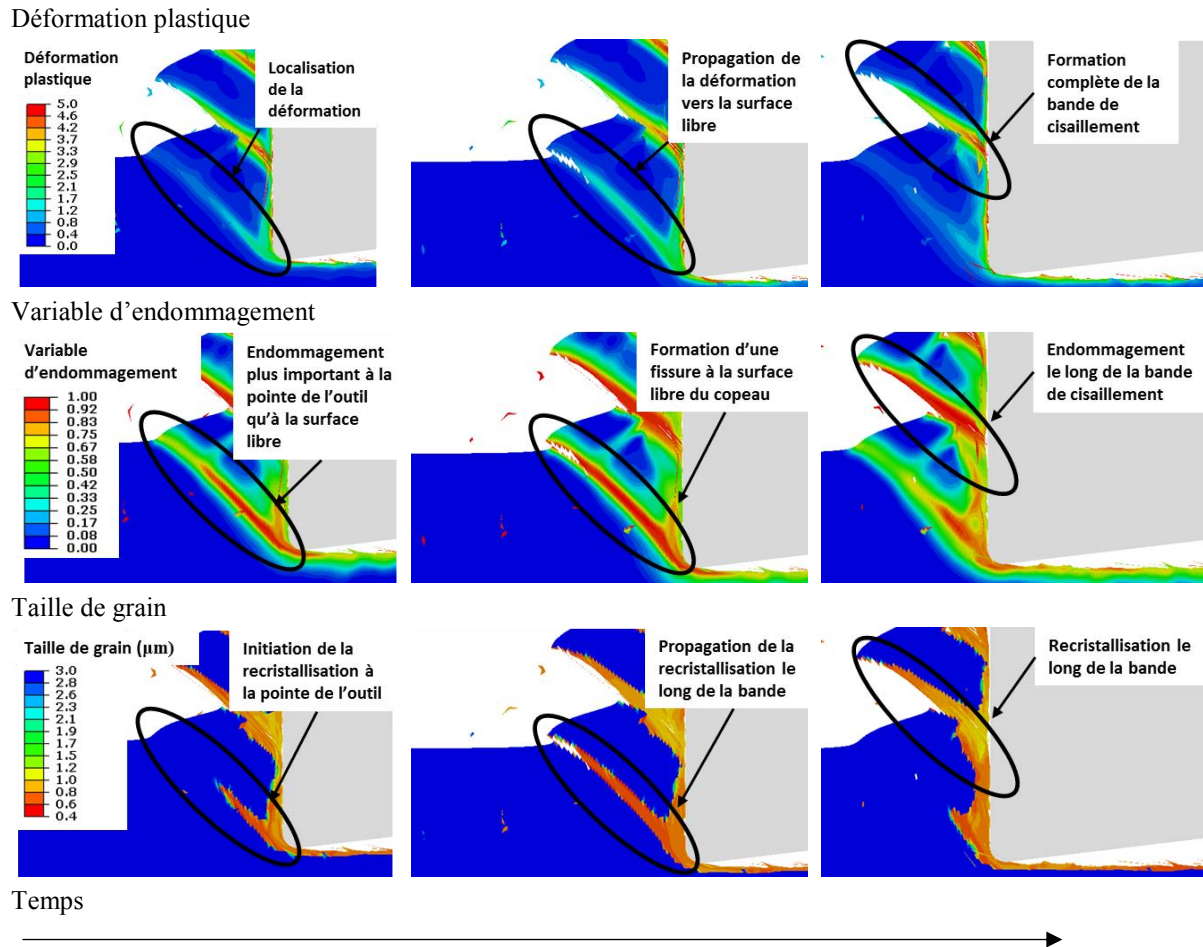 Déformation plastique
Déformation
plastique
5.0
4.6
4.2
3.7
3.3
2.9
2.5
2.1
1.7
1.2
0.8
0.4
0.0
Localisation
de la
déformation
Propagation de
la déformation
vers la surface
libre
Formation
complète de la
bande de
cisaillement
Variable d’endommagement
Variable
d’endommagement
1.00
0.92
0.83
0.75
0.67
0.58
0.50
0.42
0.33
0.25
0.17
0.08
0.00
Endommagement
plus important à la
pointe de l’outil
qu’à la surface
libre
Formation d’une
fissure à la surface
libre du copeau
Endommagement
le long de la bande
de cisaillement
Taille de grain
Taille de grain (µm)
3.0
2.8
2.6
2.3
2.1
1.9
1.7
1.5
1.2
1.0
0.8
0.6
0.4
Initiation de la
recristallisation à
la pointe de l’outil
Propagation de la
recristallisation le
long de la bande
Recristallisation le
long de la bande
Temps